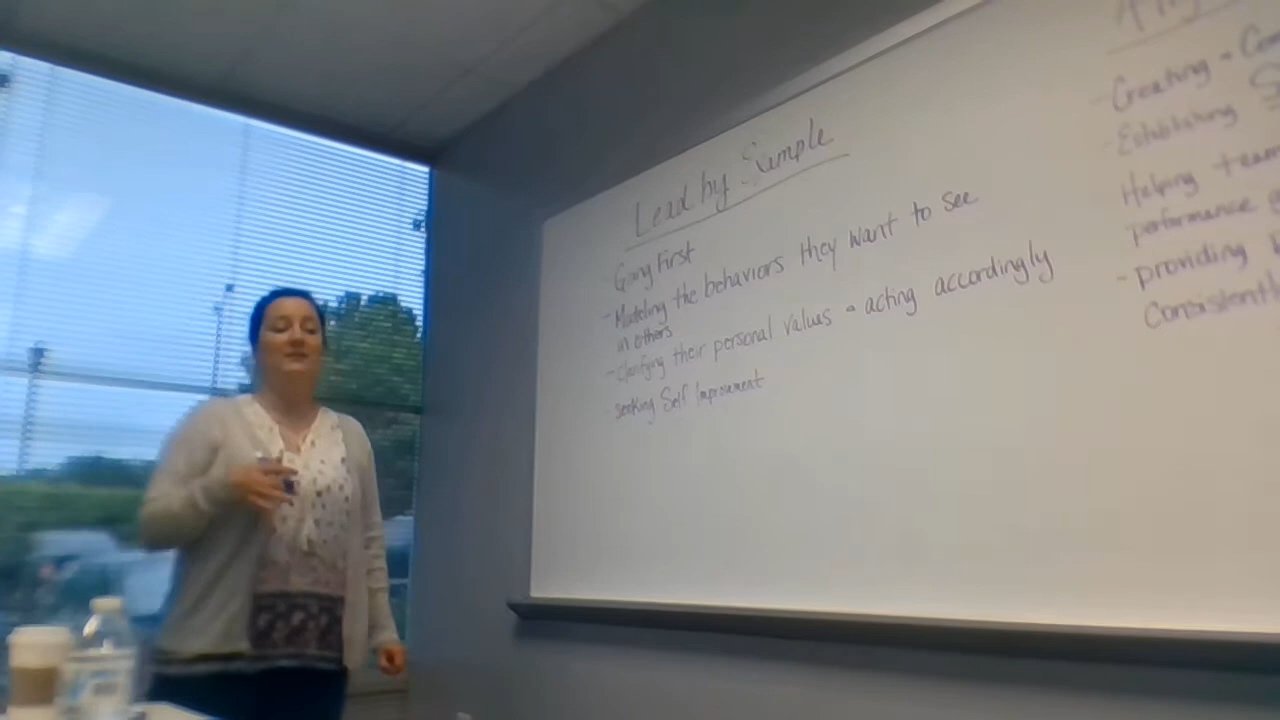 Lead by Sample
- Going First
- Modeling the behaviors they want to see
in others
- Clarifying their personal values & acting accordingly
- Seeking Self Improvement
- Creating
- Establishing
Helping team
performance
- providing
Consistently